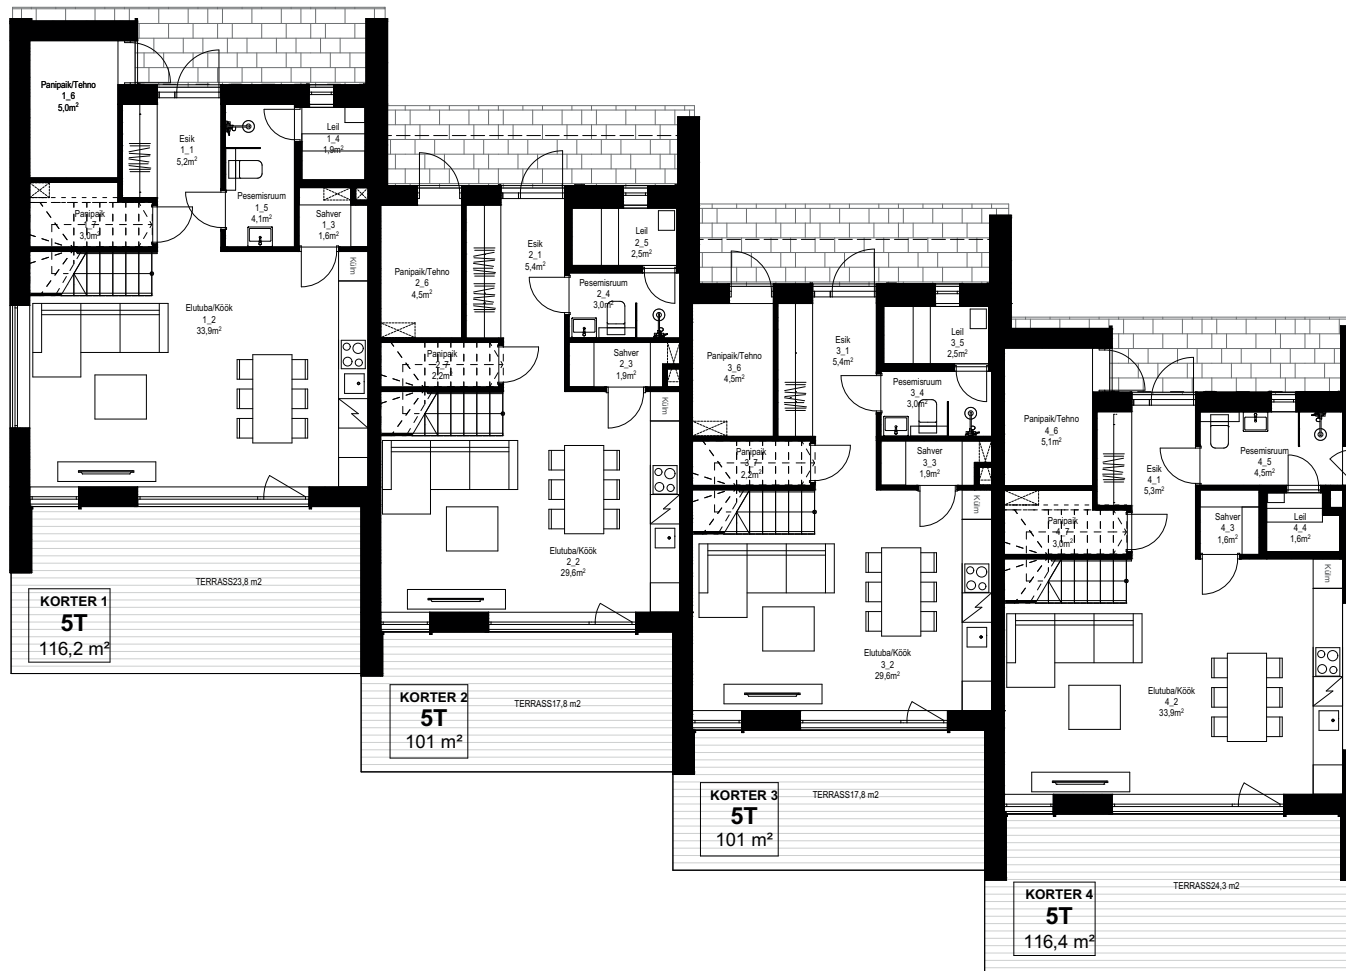 Panipaik/Tehno
1_6
5,0m²
Esik
1_1
5,2m²
Leil
1_4
1,9m²
Pesemisruum
1_5
4,1m²
Panipaik
1_7
3,0m²
Sahver
1_3
1,6m²
Külm
Elutuba/Köök
1_2
33,9m²
TERRASS23,8 m2
KORTER 1
5T
116,2 m²
Panipaik/Tehno
2_6
4,5m²
Esik
2_1
5,4m²
Leil
2_5
2,5m²
Pesemisruum
2_4
3,0m²
Panipaik
2_7
2,2m²
Sahver
2_3
1,9m²
Külm
Elutuba/Köök
2_2
29,6m²
TERRASS17,8 m2
KORTER 2
5T
101 m²
Panipaik/Tehno
3_6
4,5m²
Esik
3_1
5,4m²
Leil
3_5
2,5m²
Pesemisruum
3_4
3,0m²
Panipaik
3_7
2,2m²
Sahver
3_3
1,9m²
Külm
Elutuba/Köök
3_2
29,6m²
TERRASS17,8 m2
KORTER 3
5T
101 m²
Panipaik/Tehno
4_6
5,1m²
Esik
4_1
5,3m²
Pesemisruum
4_5
4,5m²
Panipaik
4_7
3,0m²
Sahver
4_3
1,6m²
Leil
4_4
1,6m²
Külm
Elutuba/Köök
4_2
33,9m²
TERRASS24,3 m2
KORTER 4
5T
116,4 m²